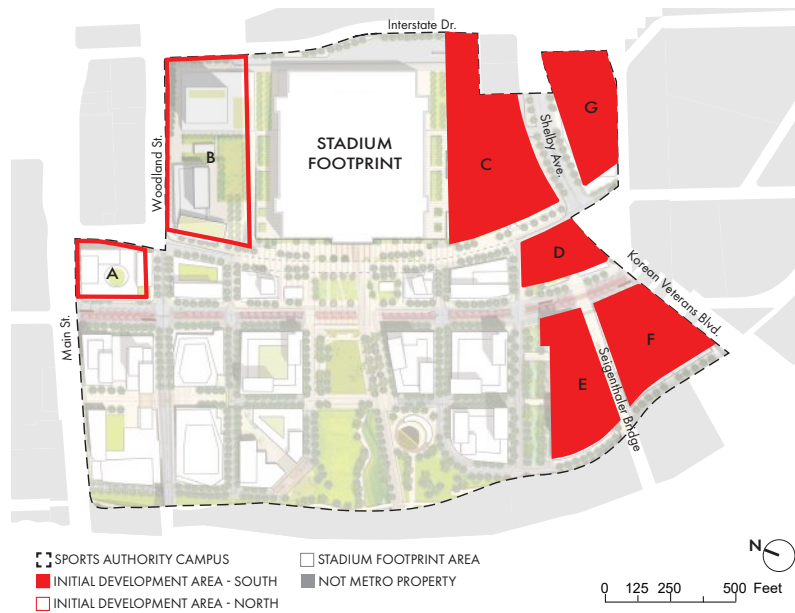 Interstate Dr.
Woodland St.
B
STADIUM
FOOTPRINT
C
Shelby Ave.
G
A
D
Korean Veterans Blvd.
Main St.
E
F
Seigenthaler Bridge
SPORTS AUTHORITY CAMPUS
STADIUM FOOTPRINT AREA
INITIAL DEVELOPMENT AREA - SOUTH
NOT METRO PROPERTY
INITIAL DEVELOPMENT AREA - NORTH
N
0 125 250 500 Feet